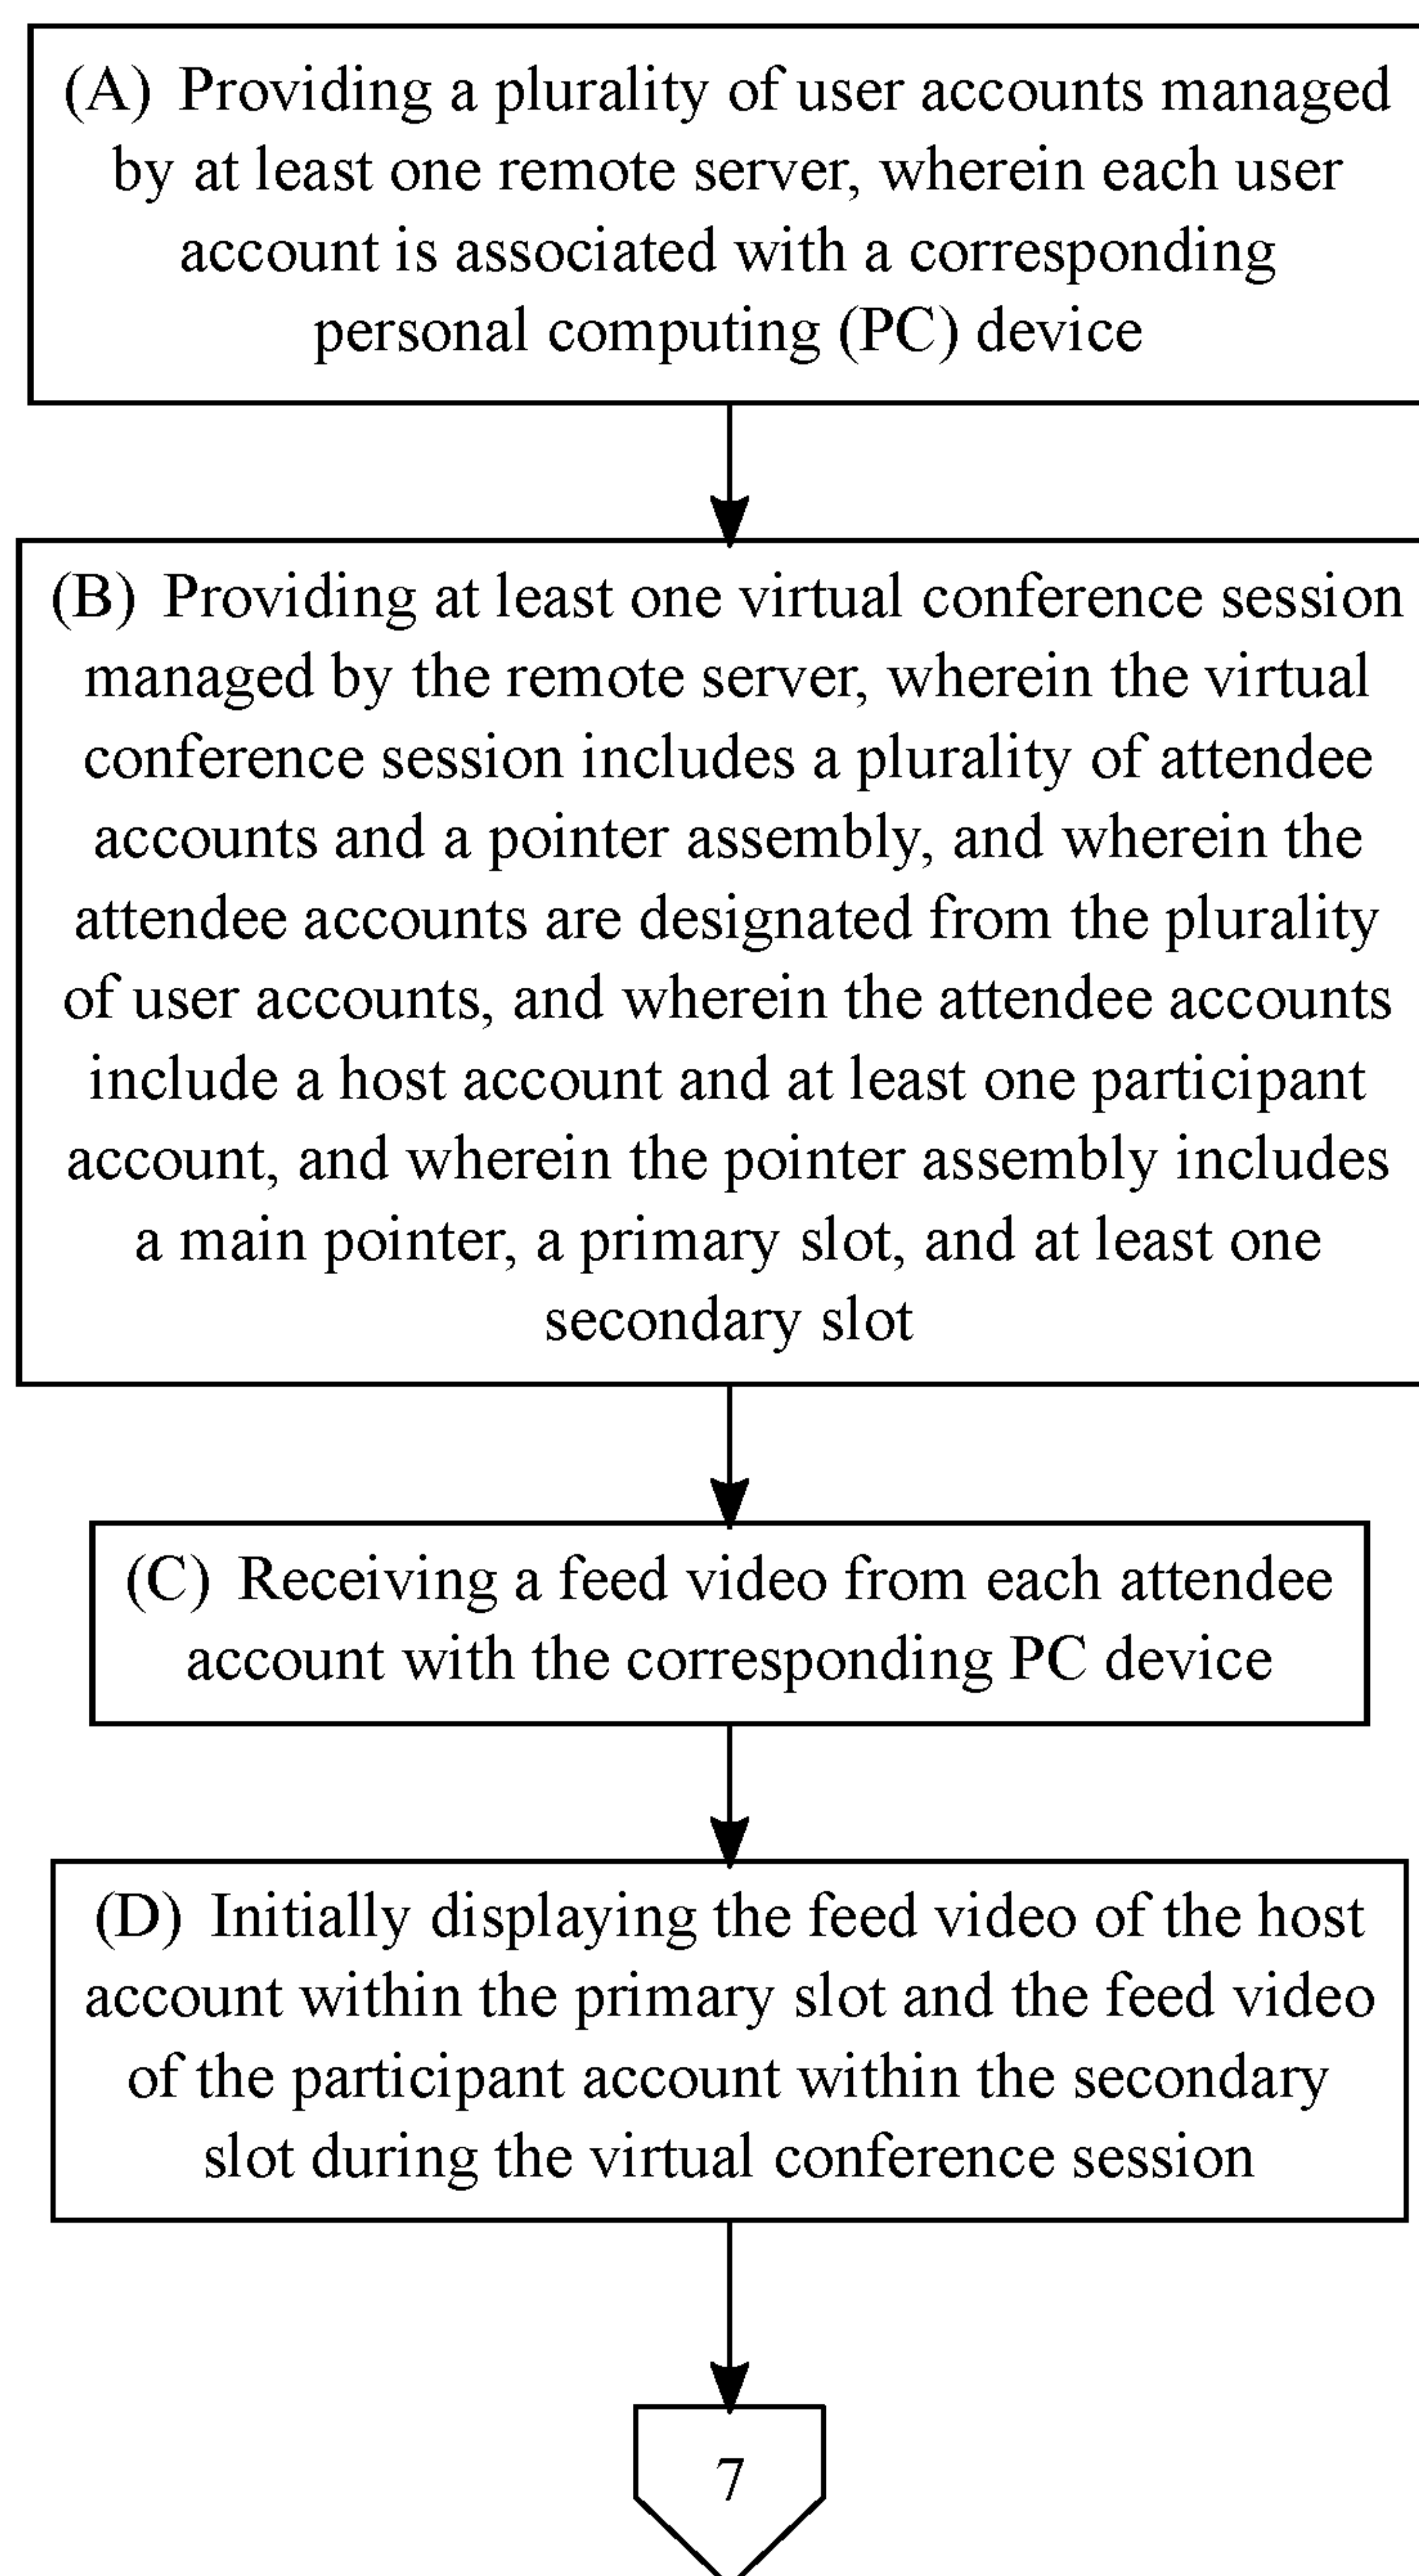 (A) Providing a plurality of user accounts managed
by at least one remote server, wherein each user
account is associated with a corresponding
personal computing (PC) device
(B) Providing at least one virtual conference session
managed by the remote server, wherein the virtual
conference session includes a plurality of attendee
accounts and a pointer assembly, and wherein the
attendee accounts are designated from the plurality
of user accounts, and wherein the attendee accounts
include a host account and at least one participant
account, and wherein the pointer assembly includes
a main pointer, a primary slot, and at least one
secondary slot
(C) Receiving a feed video from each attendee
account with the corresponding PC device
(D) Initially displaying the feed video of the host
account within the primary slot and the feed video
of the participant account within the secondary
slot during the virtual conference session
7